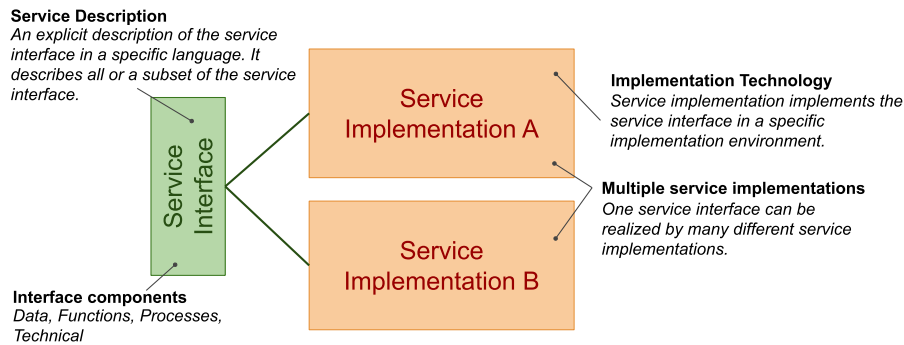 Service Description
An explicit description of the service
interface in a specific language. It
describes all or a subset of the service
interface.
Service
Interface
Interface components
Data, Functions, Processes,
Technical
Service
Implementation A
Service
Implementation B
Implementation Technology
Service implementation implements the
service interface in a specific
implementation environment.
Multiple service implementations
One service interface can be
realized by many different service
implementations.